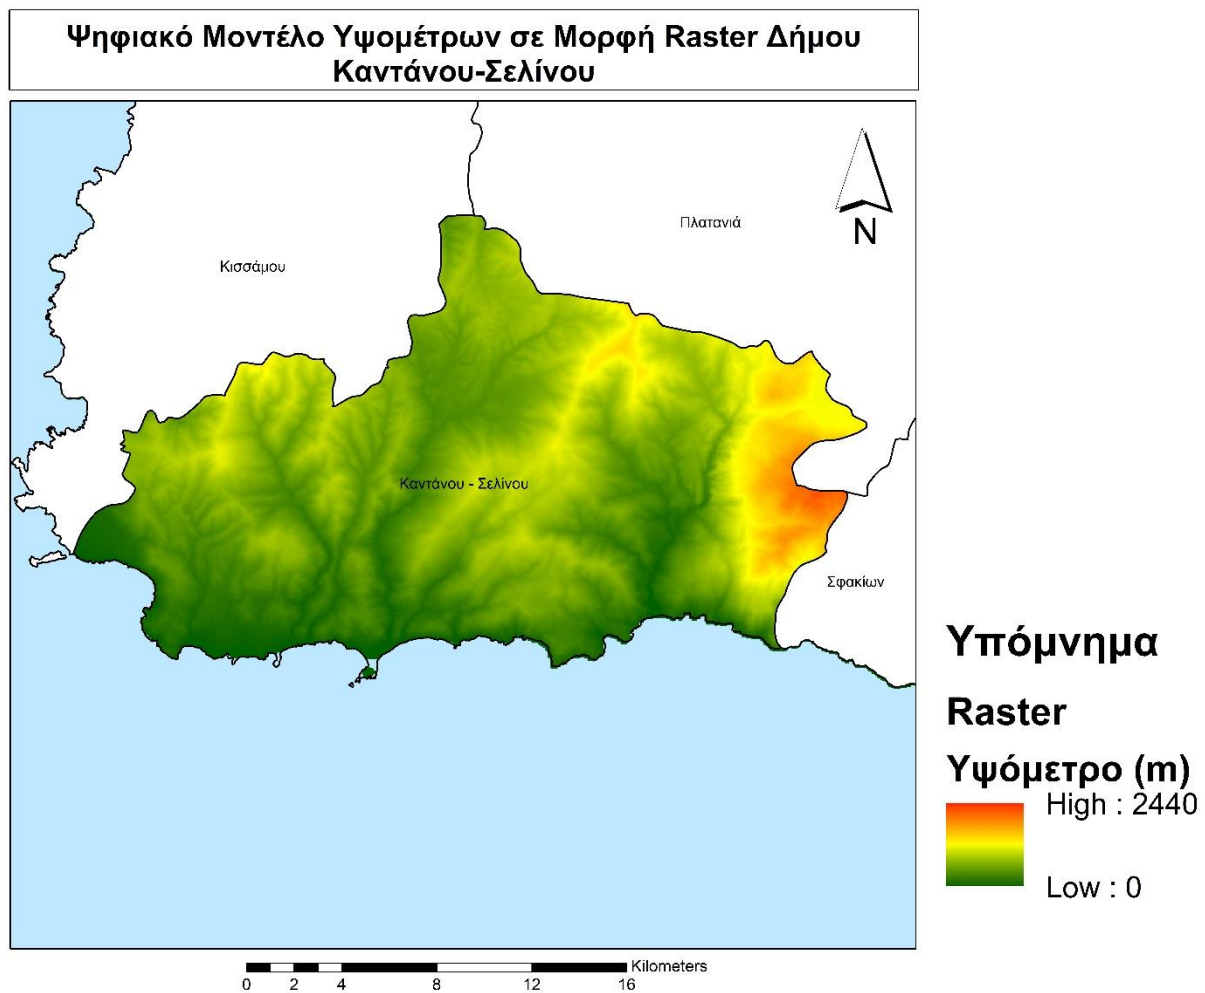 Ψηφιακό Μοντέλο Υψομέτρων σε Μορφή Raster Δήμου
Καντάνου-Σελίνου
Πλατανιά
N
Κισσάμου
Καντάνου - Σελίνου
Σφακίων
Υπόμνημα
Raster
Υψόμετρο (m)
High : 2440
Low : 0
Kilometers
0 2 4 8 12 16